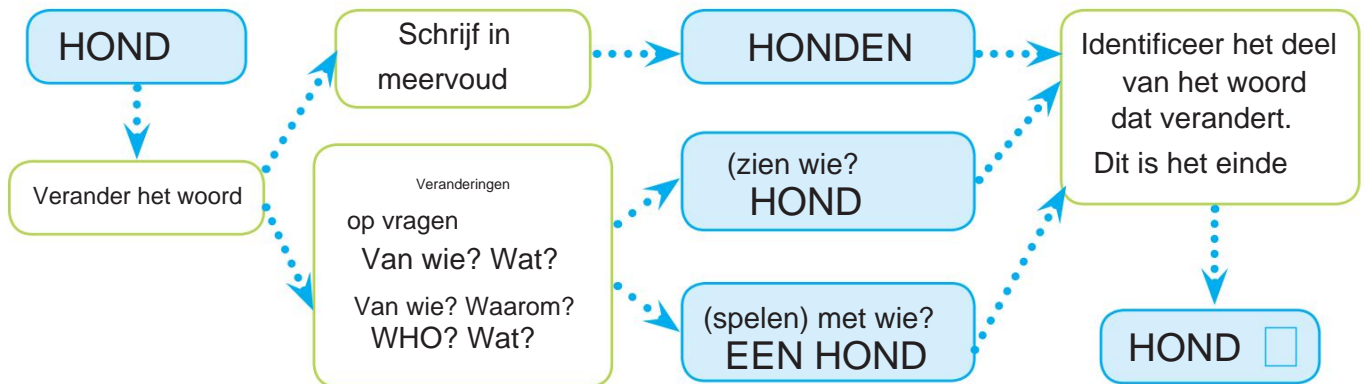 HOND
Verander het woord
Schrijf in
meervoud
Veranderingen
op vragen
Van wie? Wat?
Van wie? Waarom?
WHO? Wat?
HONDEN
(zien wie?
HOND
(spelen) met wie?
EEN HOND
Identificeer het deel
van het woord
dat verandert.
Dit is het einde
HOND